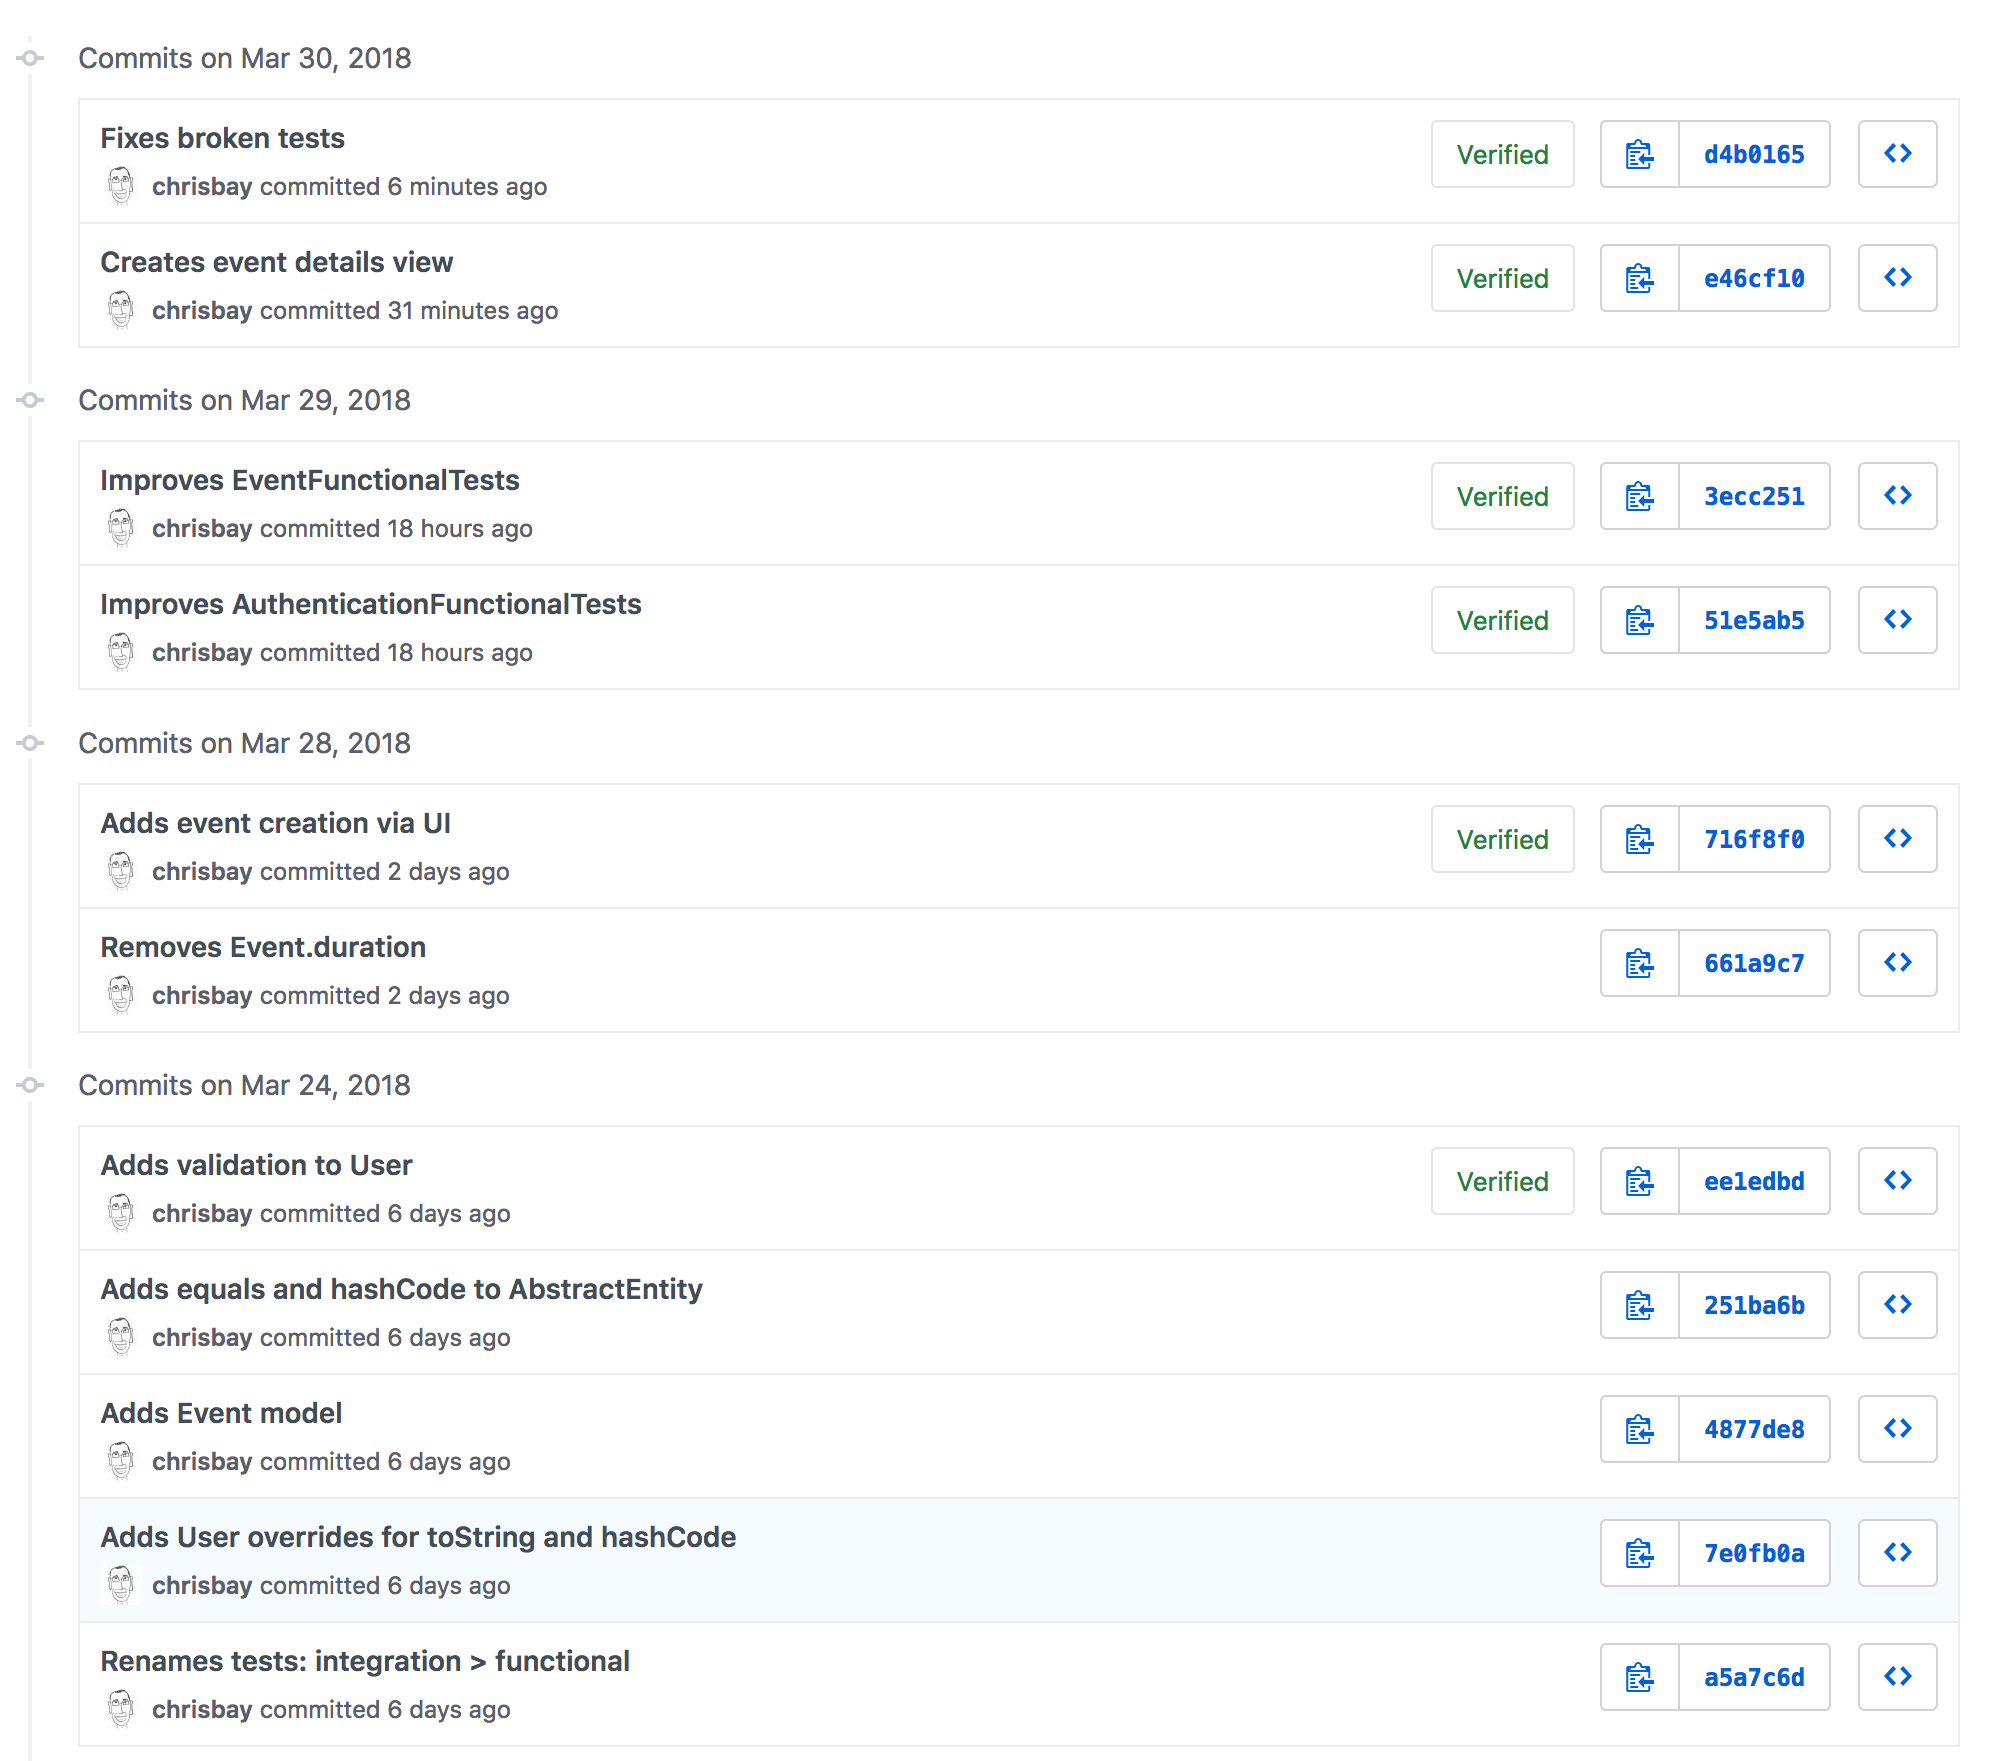 Commits on Mar 30, 2018
Fixes broken tests
chrisbay committed 6 minutes ago
Verified
d4b0165
Creates event details view
chrisbay committed 31 minutes ago
Verified
e46cf10
Commits on Mar 29, 2018
Improves EventFunctionalTests
chrisbay committed 18 hours ago
Verified
3ecc251
Improves AuthenticationFunctionalTests
chrisbay committed 18 hours ago
Verified
51e5ab5
Commits on Mar 28, 2018
Adds event creation via UI
chrisbay committed 2 days ago
Verified
716f8f0
Removes Event.duration
chrisbay committed 2 days ago
661a9c7
Commits on Mar 24, 2018
Adds validation to User
chrisbay committed 6 days ago
Verified
ee1edbd
Adds equals and hashCode to AbstractEntity
chrisbay committed 6 days ago
251ba6b
Adds Event model
chrisbay committed 6 days ago
4877de8
Adds User overrides for toString and hashCode
chrisbay committed 6 days ago
7e0fb0a
Renames tests: integration > functional
chrisbay committed 6 days ago
a5a7c6d